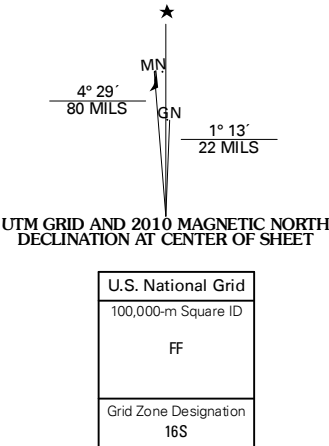 ★
MN
4° 29´
80 MILS
GN
1° 13´
22 MILS
UTM GRID AND 2010 MAGNETIC NORTH
DECLINATION AT CENTER OF SHEET
U.S. National Grid
100,000-m Square ID
FF
Grid Zone Designation
16S